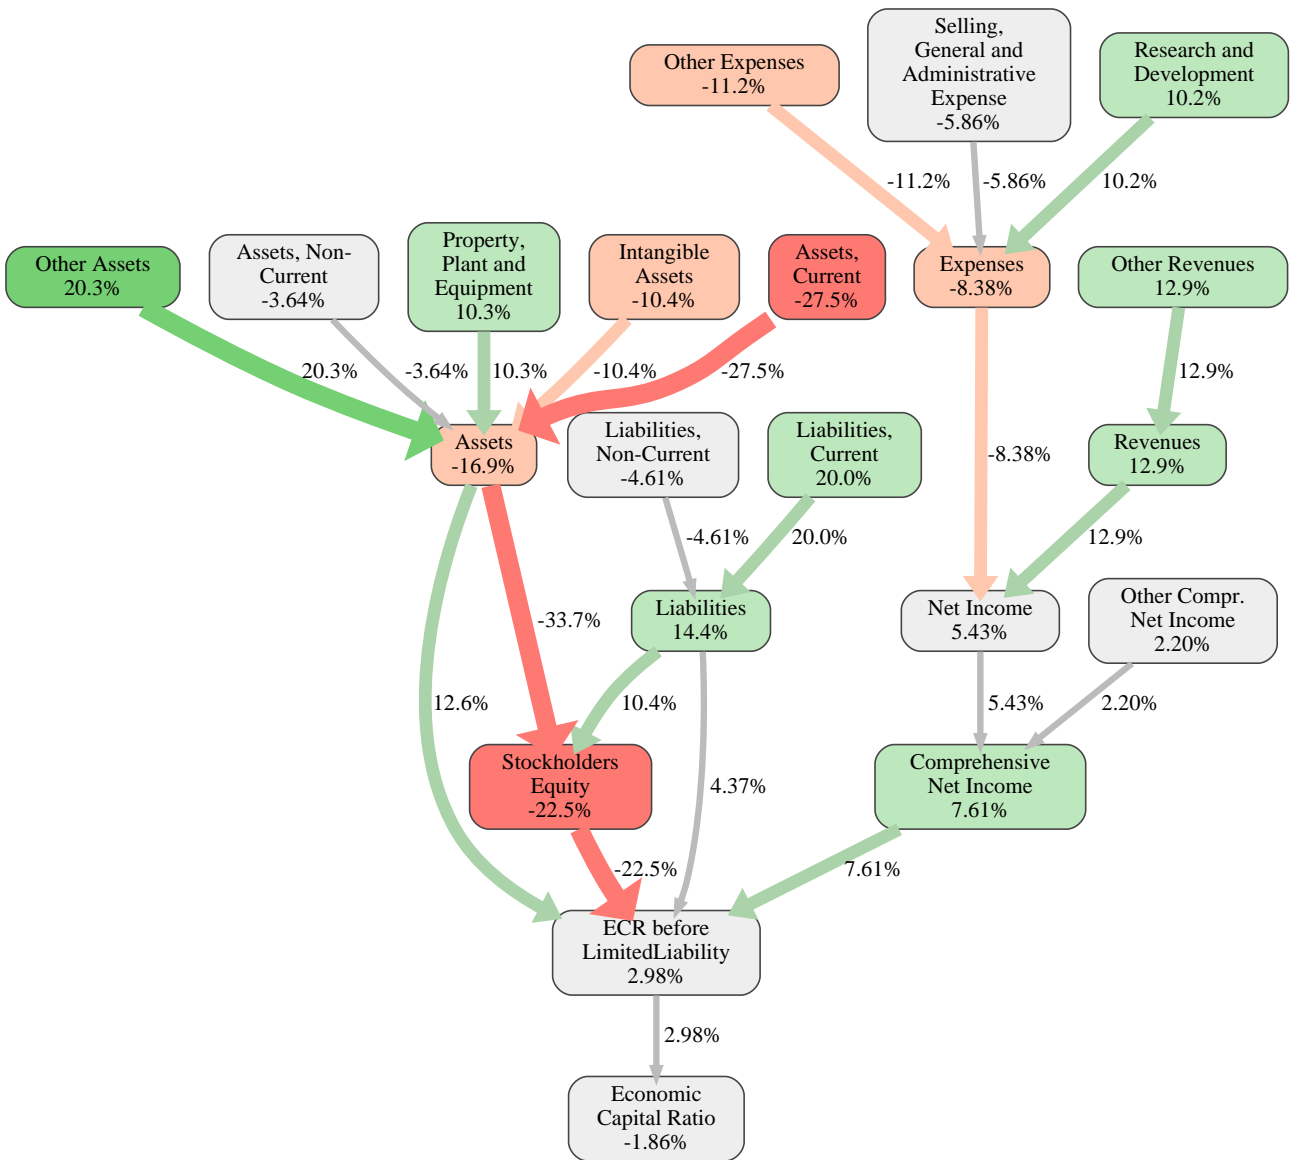 Selling,
General and
Administrative
Expense
-5.86%
Other Expenses
-11.2%
Research and
Development
10.2%
-11.2%
-5.86%
10.2%
Other Assets
20.3%
Assets, Non-
Current
-3.64%
Property,
Plant and
Equipment
10.3%
Intangible
Assets
-10.4%
Assets,
Current
-27.5%
Expenses
-8.38%
Other Revenues
12.9%
20.3%
-3.64%
10.3%
-10.4%
-27.5%
12.9%
Assets
-16.9%
Liabilities,
Non-Current
-4.61%
Liabilities,
Current
20.0%
-8.38%
Revenues
12.9%
-4.61%
20.0%
12.9%
-33.7%
Liabilities
14.4%
Net Income
5.43%
Other Compr.
Net Income
2.20%
12.6%
10.4%
5.43%
2.20%
Stockholders
Equity
-22.5%
4.37%
Comprehensive
Net Income
7.61%
-22.5%
7.61%
ECR before
LimitedLiability
2.98%
2.98%
Economic
Capital Ratio
-1.86%